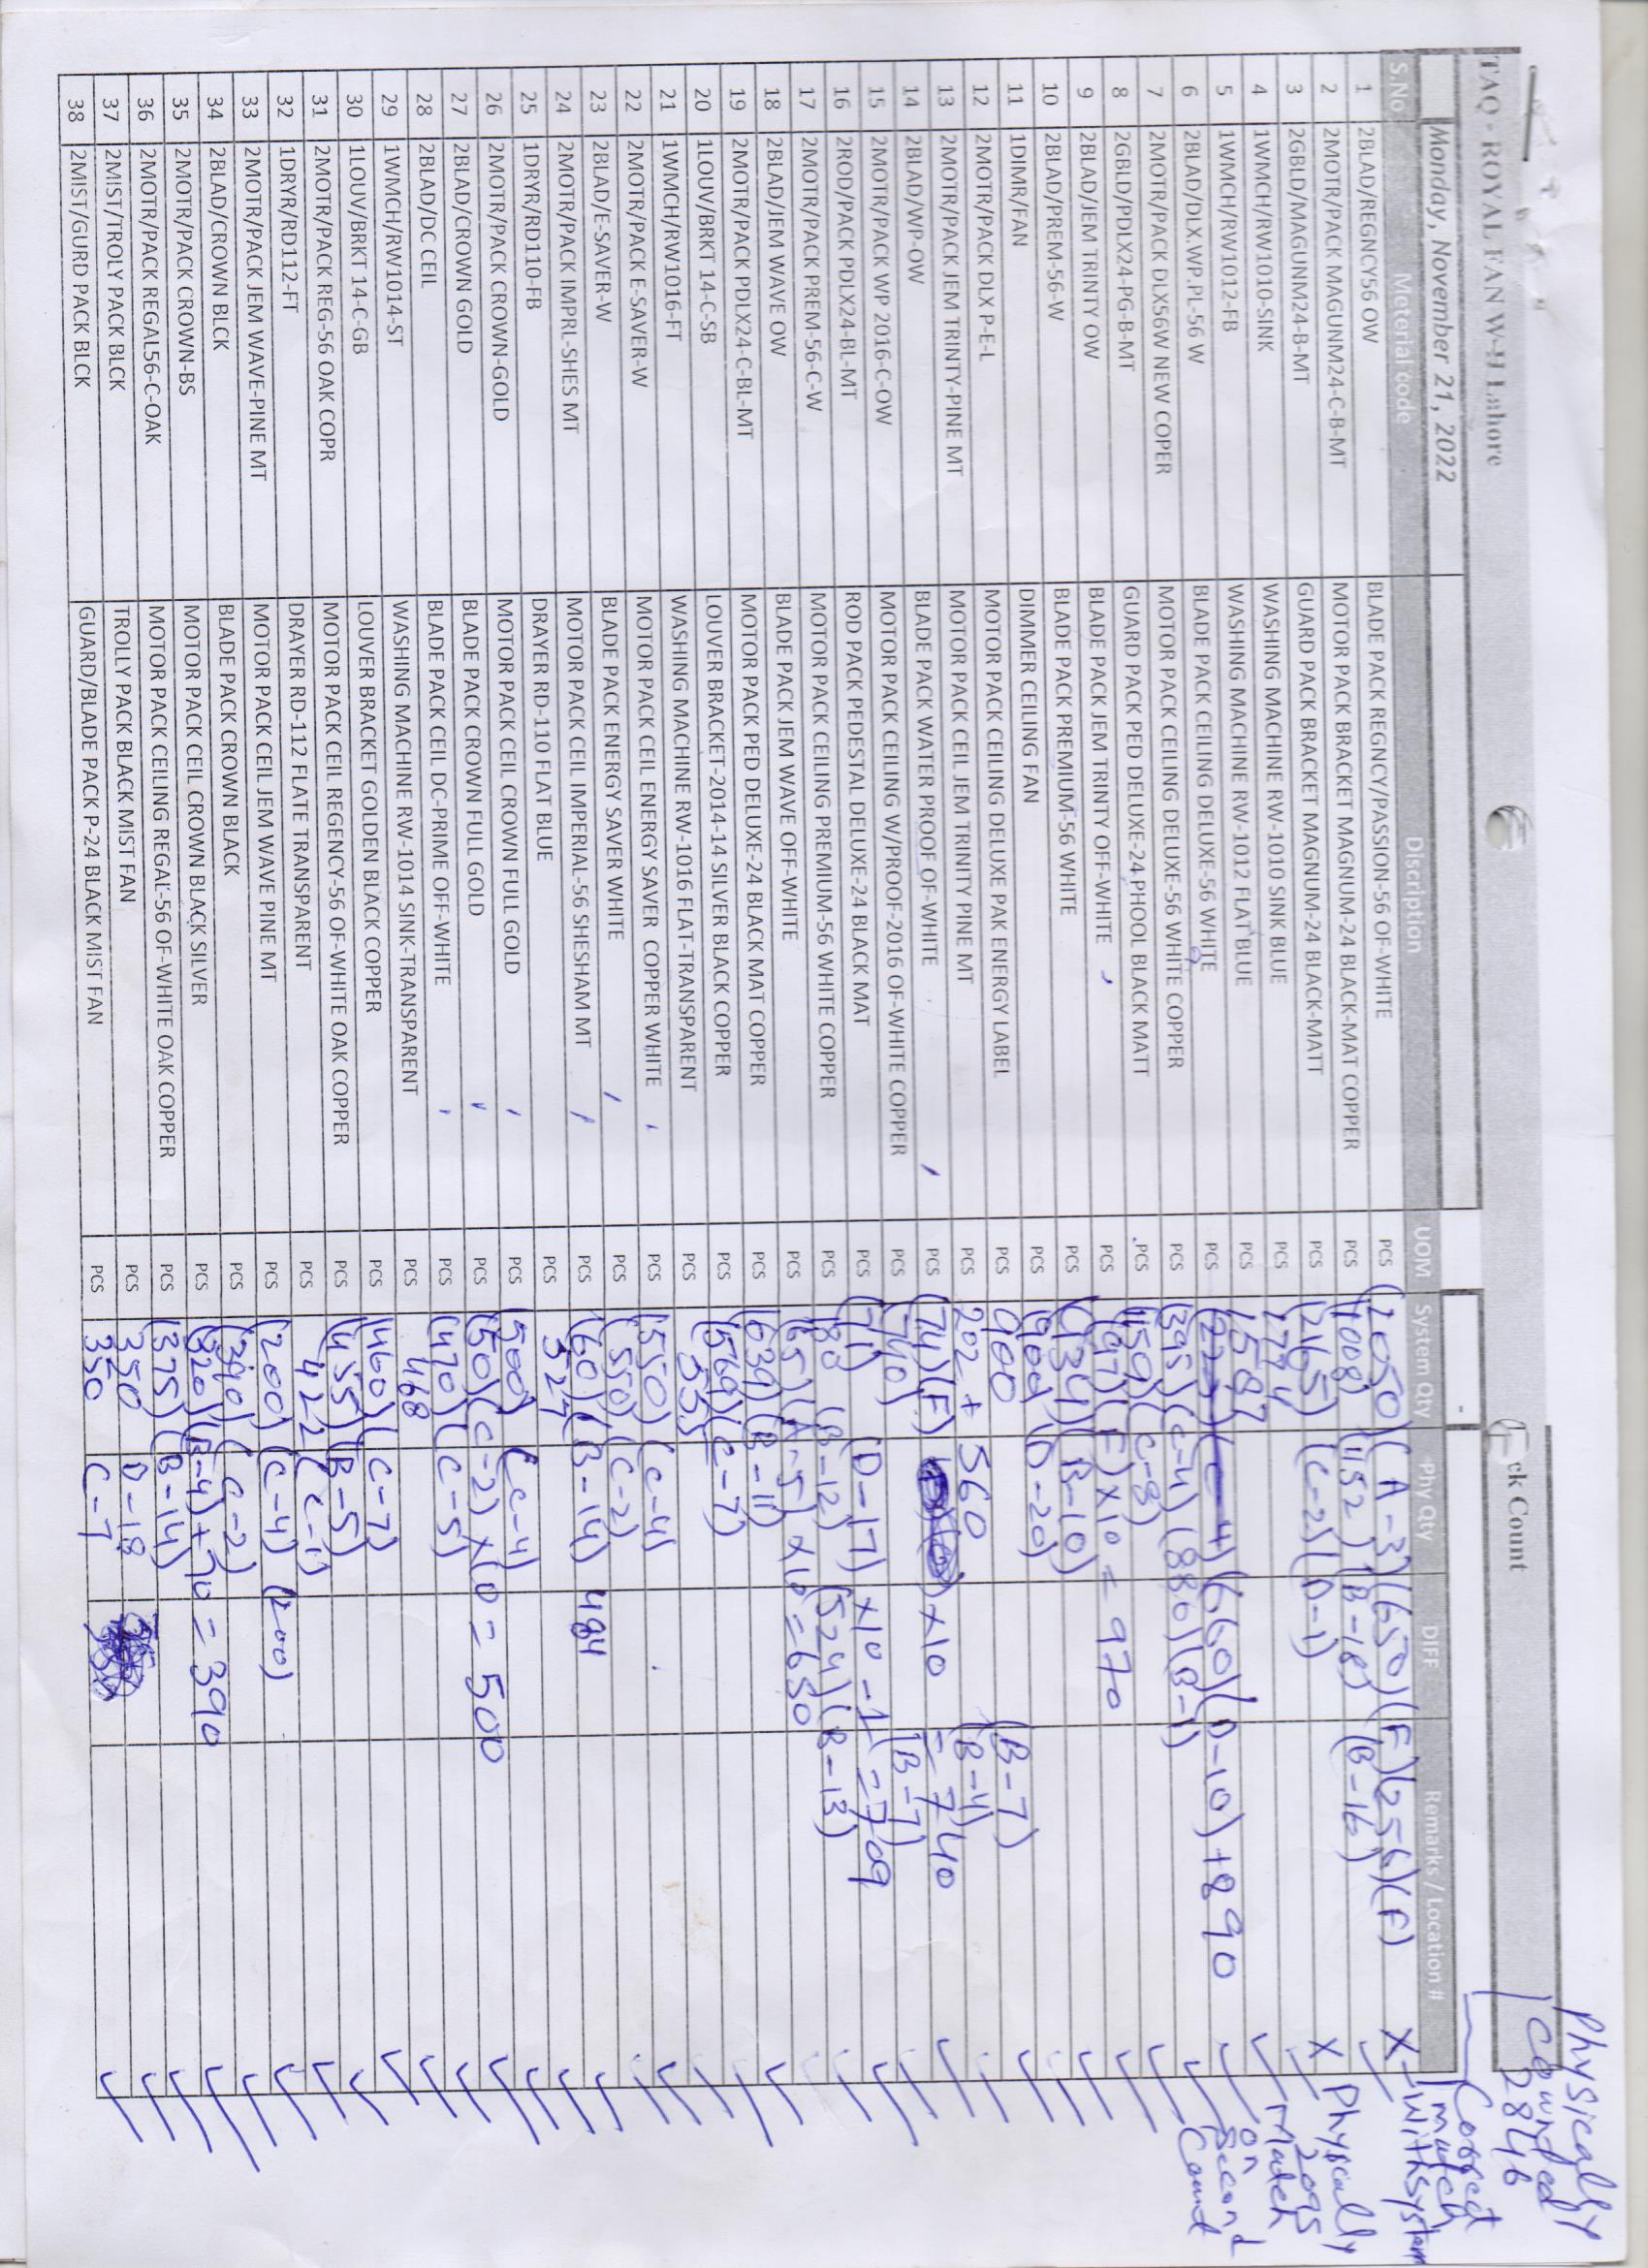 TAQ - ROYAL FAN W-H Lahore ck Count
Physically Counted 2846
Monday, November 21, 2022
Correct match with system
S.No Meterial code Discription UOM System Qty Phy Qty DIFF Remarks / Location #
1 2BLAD/REGNCY56 OW BLADE PACK REGNCY/PASSION-56 OF-WHITE PCS (2050) (A-3) (650) (F) (256) (F) X
2 2MOTR/PACK MAGUNM24-C-B-MT MOTOR PACK BRACKET MAGNUM-24 BLACK-MAT COPPER PCS (1008) (1152) (B-18) (B-16)
3 2GBLD/MAGUNM24-B-MT GUARD PACK BRACKET MAGNUM-24 BLACK-MATT PCS (2165) (C-2) (D-1) X Physically 2095 Match on Second Count
4 1WMCH/RW1010-SINK WASHING MACHINE RW-1010 SINK BLUE PCS 2774
5 1WMCH/RW1012-FB WASHING MACHINE RW-1012 FLAT BLUE PCS 1587
6 2BLAD/DLX.WP.PL-56 W BLADE PACK CEILING DELUXE-56 WHITE PCS (660) (D-10) +890
7 2MOTR/PACK DLX56W NEW COPER MOTOR PACK CEILING DELUXE-56 WHITE COPPER PCS (395) (C-4) (880) (B-1)
8 2GBLD/PDLX24-PG-B-MT GUARD PACK PED DELUXE-24 PHOOL BLACK MATT PCS (1159) (C-8)
9 2BLAD/JEM TRINTY OW BLADE PACK JEM TRINTY OFF-WHITE PCS (97) (F) X10 = 970
10 2BLAD/PREM-56-W BLADE PACK PREMIUM-56 WHITE PCS (934) (B-10)
11 1DIMR/FAN DIMMER CEILING FAN PCS (900) (D-20)
12 2MOTR/PACK DLX P-E-L MOTOR PACK CEILING DELUXE PAK ENERGY LABEL PCS 900 (B-7)
13 2MOTR/PACK JEM TRINTY-PINE MT MOTOR PACK CEIL JEM TRINITY PINE MT PCS 202 + 560 (B-4)
14 2BLAD/WP-OW BLADE PACK WATER PROOF OF-WHITE PCS (74) (F) X10 = 740
15 2MOTR/PACK WP 2016-C-OW MOTOR PACK CEILING W/PROOF-2016 OF-WHITE COPPER PCS (740) (B-7)
16 2ROD/PACK PDLX24-BL-MT ROD PACK PEDESTAL DELUXE-24 BLACK MAT PCS (71) (D-17) X10 -1 = 709
17 2MOTR/PACK PREM-56-C-W MOTOR PACK CEILING PREMIUM-56 WHITE COPPER PCS 180 (B-12) (524) (B-13)
18 2BLAD/JEM WAVE OW BLADE PACK JEM WAVE OFF-WHITE PCS (65) (A-5) X10 = 650
19 2MOTR/PACK PDLX24-C-BL-MT MOTOR PACK PED DELUXE-24 BLACK MAT COPPER PCS (639) (B-11)
20 1LOUV/BRKT 14-C-SB LOUVER BRACKET-2014-14 SILVER BLACK COPPER PCS (569) (C-7)
21 1WMCH/RW1016-FT WASHING MACHINE RW-1016 FLAT-TRANSPARENT PCS 555
22 2MOTR/PACK E-SAVER-W MOTOR PACK CEIL ENERGY SAVER COPPER WHITE PCS (550) (C-4)
23 2BLAD/E-SAVER-W BLADE PACK ENERGY SAVER WHITE PCS (550) (C-2)
24 2MOTR/PACK IMPRL-SHES MT MOTOR PACK CEIL IMPERIAL-56 SHESHAM MT PCS (60) (B-14) 484
25 1DRYR/RD110-FB DRAYER RD-110 FLAT BLUE PCS 527
26 2MOTR/PACK CROWN-GOLD MOTOR PACK CEIL CROWN FULL GOLD PCS (500) (C-4)
27 2BLAD/CROWN GOLD BLADE PACK CROWN FULL GOLD PCS (50) (C-2) X10 = 500
28 2BLAD/DC CEIL BLADE PACK CEIL DC-PRIME OFF-WHITE PCS (470) (C-5)
29 1WMCH/RW1014-ST WASHING MACHINE RW-1014 SINK-TRANSPARENT PCS 468
30 1LOUV/BRKT 14-C-GB LOUVER BRACKET GOLDEN BLACK COPPER PCS (460) (C-7)
31 2MOTR/PACK REG-56 OAK COPR MOTOR PACK CEIL REGENCY-56 OF-WHITE OAK COPPER PCS (455) (B-5)
32 1DRYR/RD112-FT DRAYER RD-112 FLATE TRANSPARENT PCS 422 (C-1)
33 2MOTR/PACK JEM WAVE-PINE MT MOTOR PACK CEIL JEM WAVE PINE MT PCS (200) (C-4) (200)
34 2BLAD/CROWN BLCK BLADE PACK CROWN BLACK PCS (390) (C-2)
35 2MOTR/PACK CROWN-BS MOTOR PACK CEIL CROWN BLACK SILVER PCS (320) (B-4) +70 = 390
36 2MOTR/PACK REGAL56-C-OAK MOTOR PACK CEILING REGAL-56 OF-WHITE OAK COPPER PCS (375) (B-14)
37 2MIST/TROLY PACK BLCK TROLLY PACK BLACK MIST FAN PCS 350 D-18
38 2MIST/GURD PACK BLCK GUARD/BLADE PACK P-24 BLACK MIST FAN PCS 350 C-7